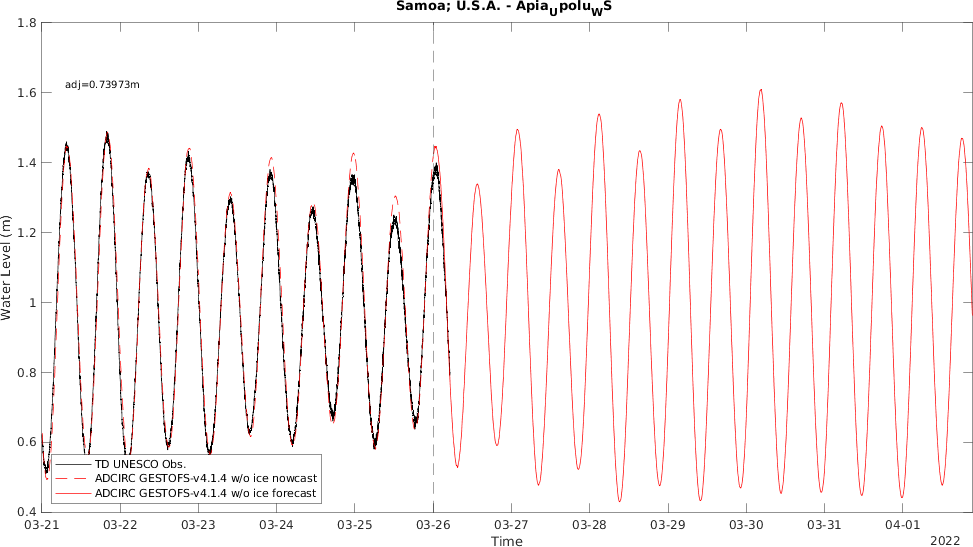 Samoa; U.S.A. - Apia_Upolu_WS
1.8
1.6
adj=0.73973m
1.4
1.2
1
0.8
0.6
0.4
Water Level (m)
TD UNESCO Obs.
ADCIRC GESTOFS-v4.1.4 w/o ice nowcast
ADCIRC GESTOFS-v4.1.4 w/o ice forecast
03-21 03-22 03-23 03-24 03-25 03-26 03-27 03-28 03-29 03-30 03-31 04-01
Time
2022